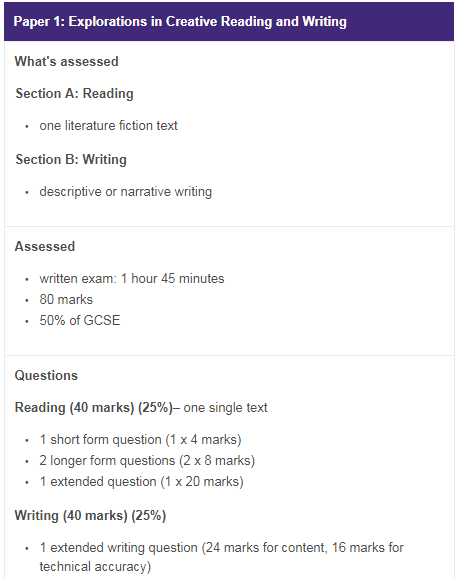 Paper 1: Explorations in Creative Reading and Writing
What's assessed
Section A: Reading
• one literature fiction text
Section B: Writing
• descriptive or narrative writing
Assessed
• written exam: 1 hour 45 minutes
• 80 marks
• 50% of GCSE
Questions
Reading (40 marks) (25%)– one single text
• 1 short form question (1 x 4 marks)
• 2 longer form questions (2 x 8 marks)
• 1 extended question (1 x 20 marks)
Writing (40 marks) (25%)
• 1 extended writing question (24 marks for content, 16 marks for
technical accuracy)